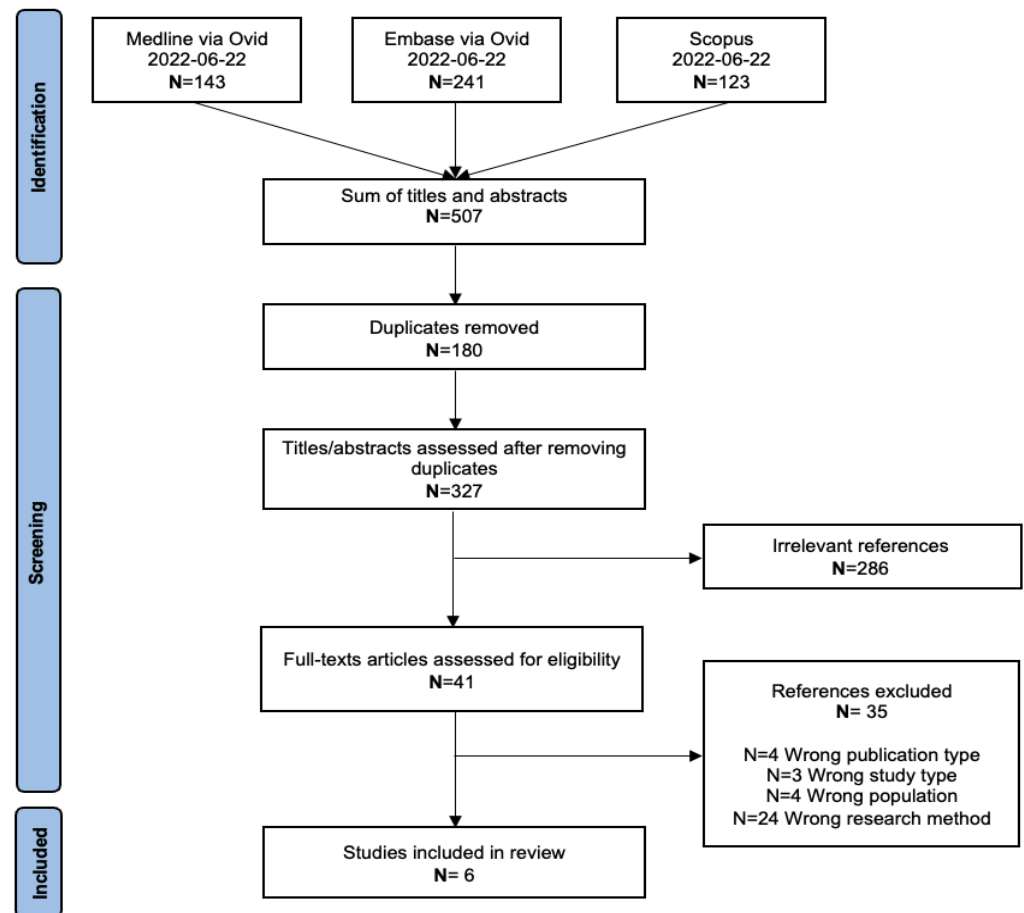 Identification
Medline via Ovid
2022-06-22
N=143
Embase via Ovid
2022-06-22
N=241
Scopus
2022-06-22
N=123
Sum of titles and abstracts
N=507
Screening
Duplicates removed
N=180
Titles/abstracts assessed after removing
duplicates
N=327
Irrelevant references
N=286
Full-texts articles assessed for eligibility
N=41
References excluded
N= 35
N=4 Wrong publication type
N=3 Wrong study type
N=4 Wrong population
N=24 Wrong research method
Included
Studies included in review
N= 6